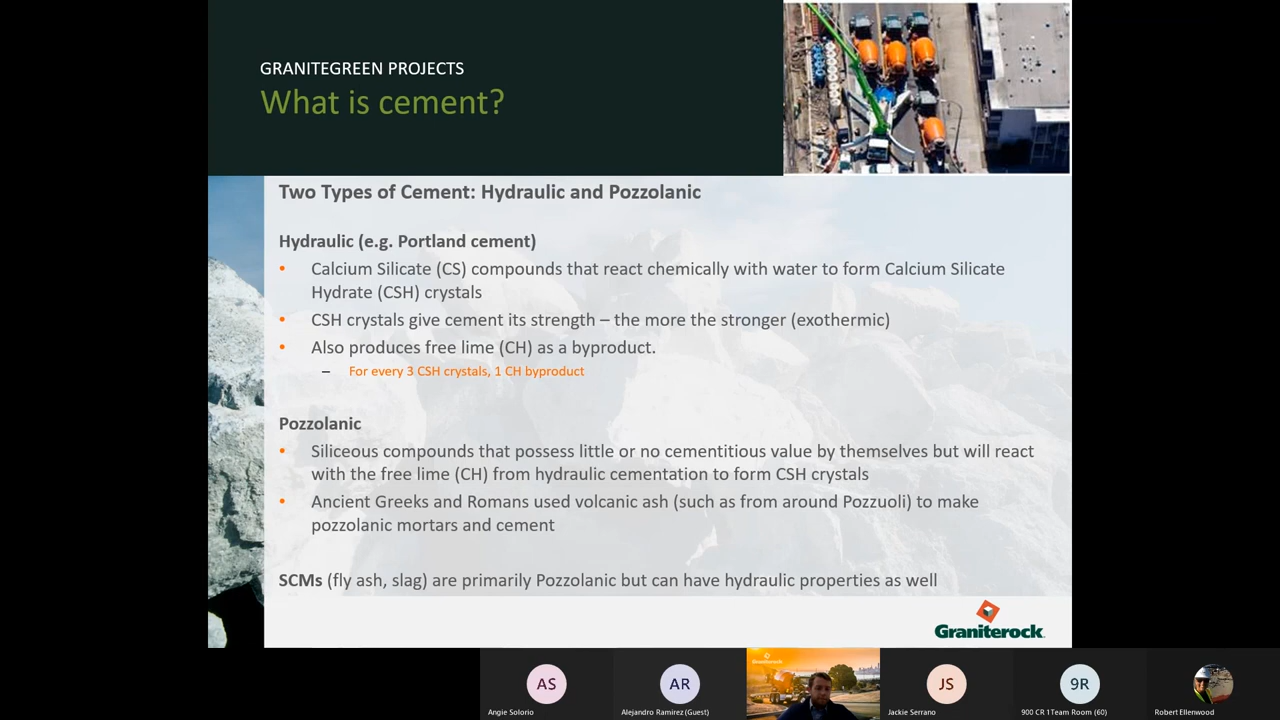 GRANITEGREEN PROJECTS
What is cement?
Two Types of Cement: Hydraulic and Pozzolanic
Hydraulic (e.g. Portland cement)
• Calcium Silicate (CS) compounds that react chemically with water to form Calcium Silicate
Hydrate (CSH) crystals
• CSH crystals give cement its strength – the more the stronger (exothermic)
• Also produces free lime (CH) as a byproduct.
– For every 3 CSH crystals, 1 CH byproduct
Pozzolanic
• Siliceous compounds that possess little or no cementitious value by themselves but will react
with the free lime (CH) from hydraulic cementation to form CSH crystals
• Ancient Greeks and Romans used volcanic ash (such as from around Pozzuoli) to make
pozzolanic mortars and cement
SCMs (fly ash, slag) are primarily Pozzolanic but can have hydraulic properties as well
Graniterock
Graniterock
AS
AR
JS
9R
Angie Solorio
Alejandro Ramirez (Guest)
Jackie Serrano
900 CR 1Team Room (60)
Robert Ellenwood